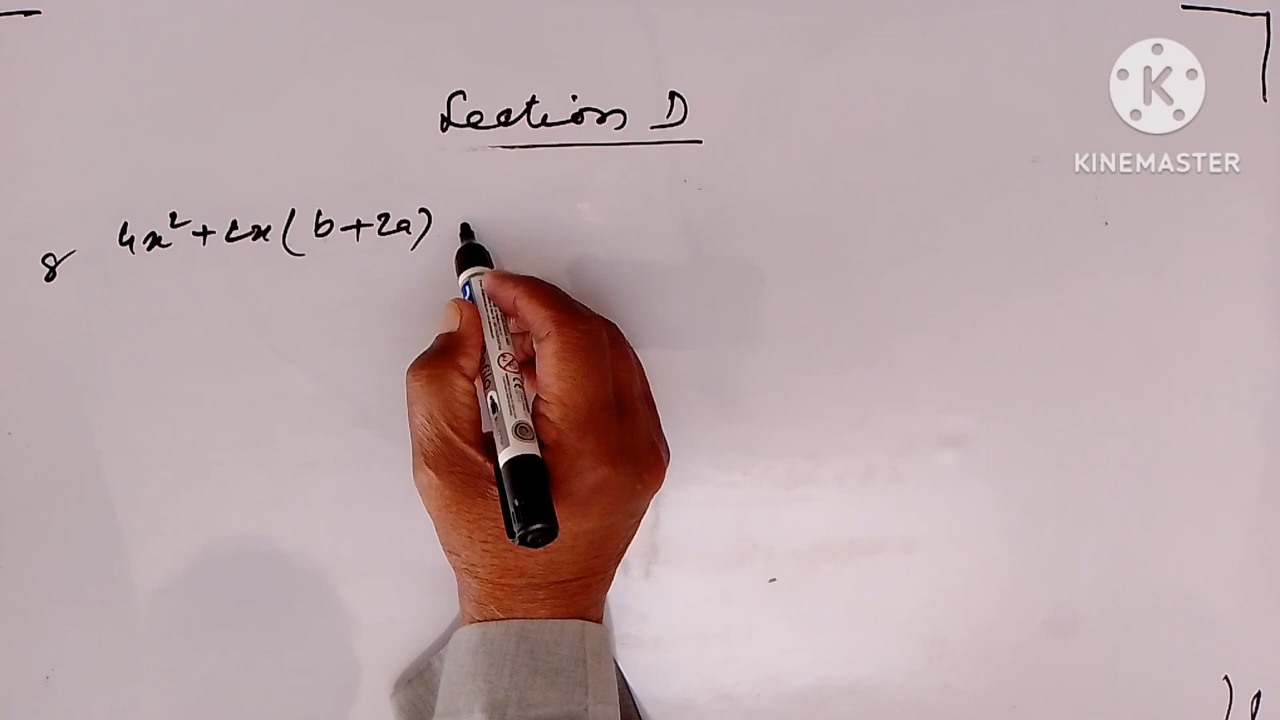 Section D
KINEMASTER
8 4x² + 2x ( b + 2a )